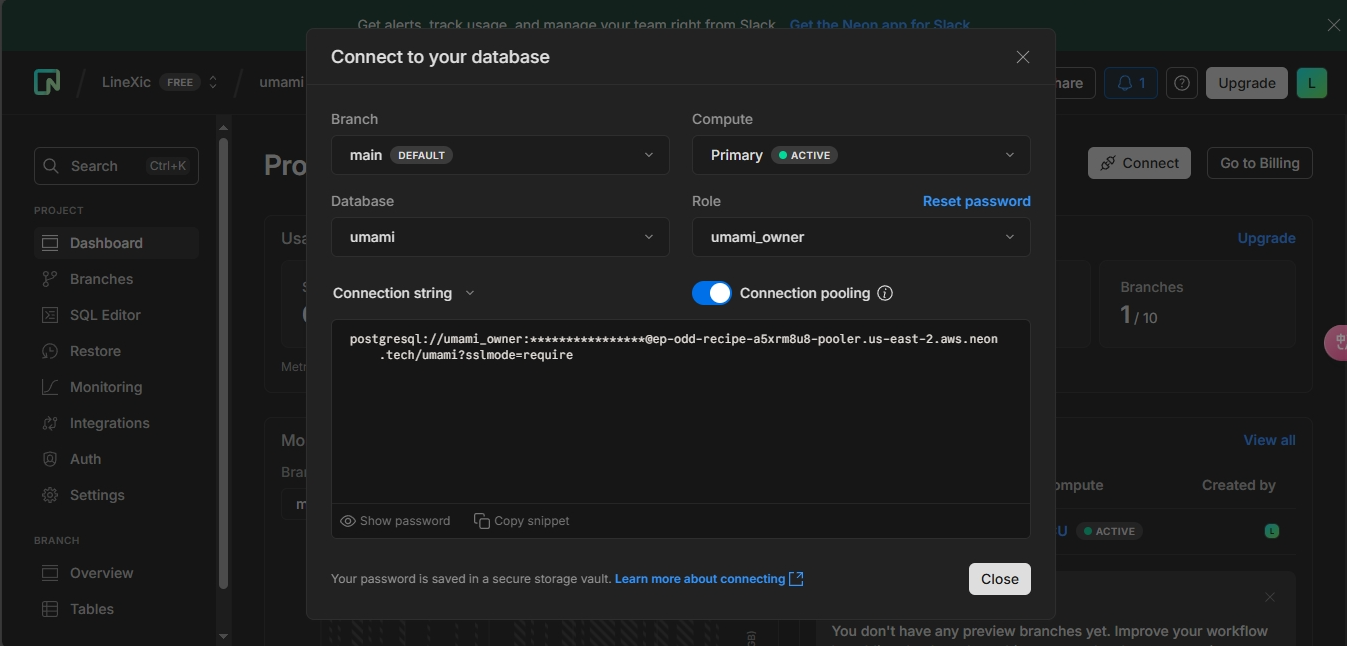 Get alerts, track usage, and manage your team right from Slack. Get the Neon app for Slack
Connect to your database
LineXic FREE
umami
hare
1
Upgrade
L
Branch
Compute
main DEFAULT
Primary ACTIVE
Search Ctrl+K
Pro
Connect
Go to Billing
Database
Role
Reset password
PROJECT
umami
umami_owner
Dashboard
Usa
Upgrade
Branches
Connection string
Connection pooling
Branches
SQL Editor
1 / 10
postgresql://umami_owner:****************@ep-odd-recipe-a5xrm8u8-pooler.us-east-2.aws.neon
.tech/umami?sslmode=require
Restore
Metr
Monitoring
Integrations
Mo
View all
Auth
Bran
ompute
Created by
Settings
m
Show password
Copy snippet
U
ACTIVE
L
BRANCH
Overview
Your password is saved in a secure storage vault. Learn more about connecting
Close
Tables
You don't have any preview branches yet. Improve your workflow